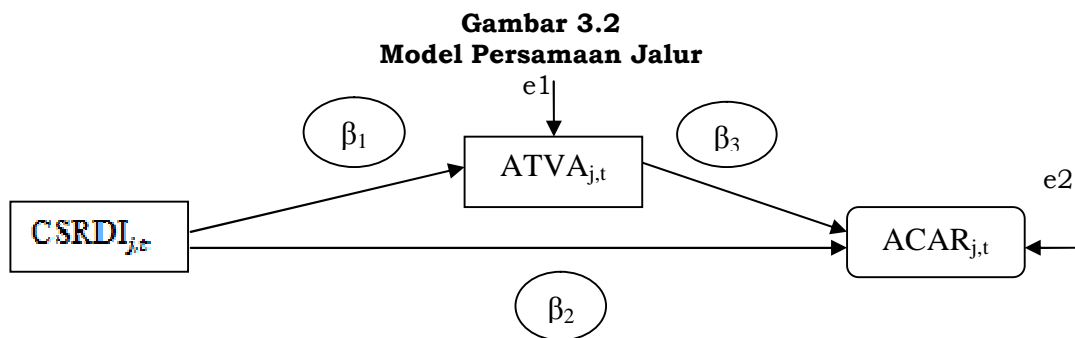 Gambar 3.2
Model Persamaan Jalur
e1
β₁
β₃
ATVAⱼ,ₜ
e2
CSRDIⱼ,ₜ
ACARⱼ,ₜ
β₂